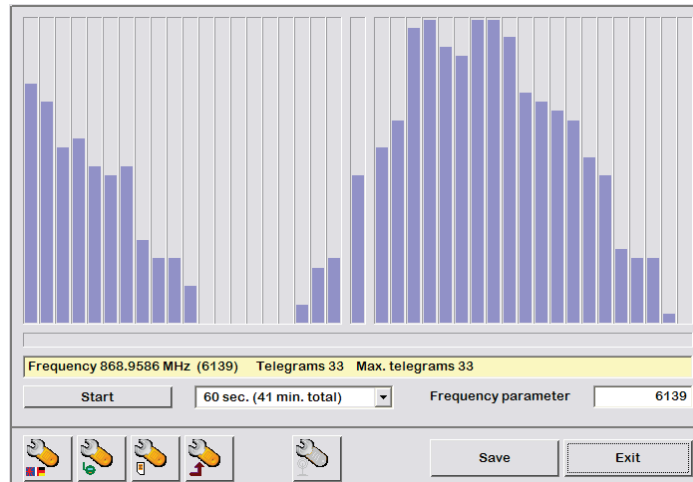 Frequency 868.9586 MHz (6139) Telegrams 33 Max. telegrams 33
Start 60 sec. (41 min. total) Frequency parameter 6139
Save Exit